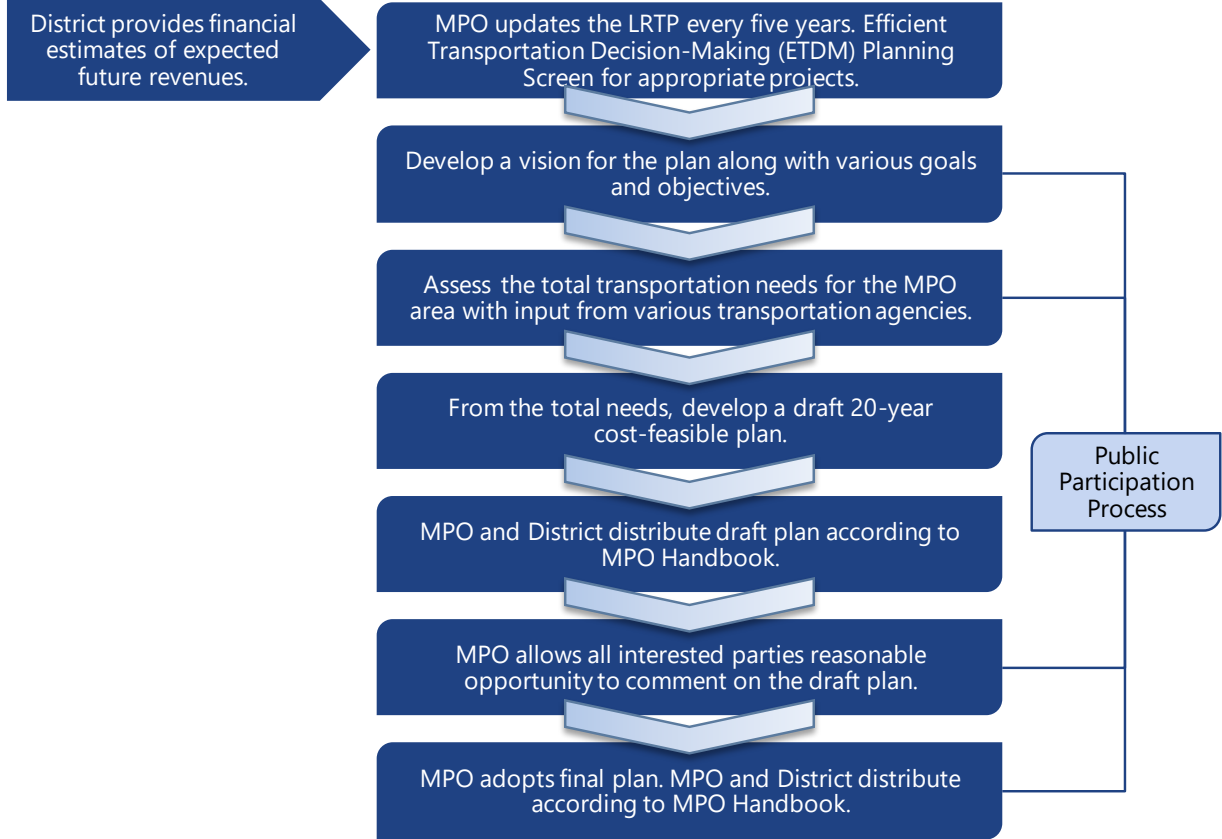 District provides financial
estimates of expected
future revenues.
MPO updates the LRTP every five years. Efficient
Transportation Decision-Making (ETDM) Planning
Screen for appropriate projects.
Develop a vision for the plan along with various goals
and objectives.
Assess the total transportation needs for the MPO
area with input from various transportation agencies.
From the total needs, develop a draft 20-year
cost-feasible plan.
Public
Participation
Process
MPO and District distribute draft plan according to
MPO Handbook.
MPO allows all interested parties reasonable
opportunity to comment on the draft plan.
MPO adopts final plan. MPO and District distribute
according to MPO Handbook.